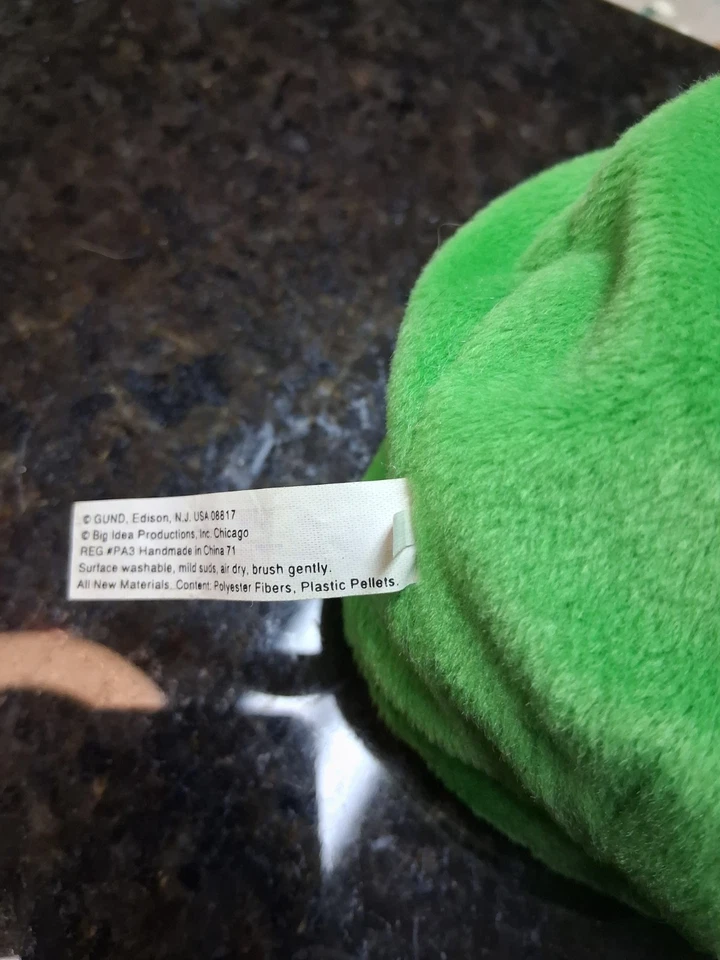 © GUND, Edison, N.J. USA 08817
© Big Idea Productions, Inc. Chicago
REG #PA3 Handmade in China 71
Surface washable, mild suds, air dry, brush gently.
All New Materials. Content: Polyester Fibers, Plastic Pellets.